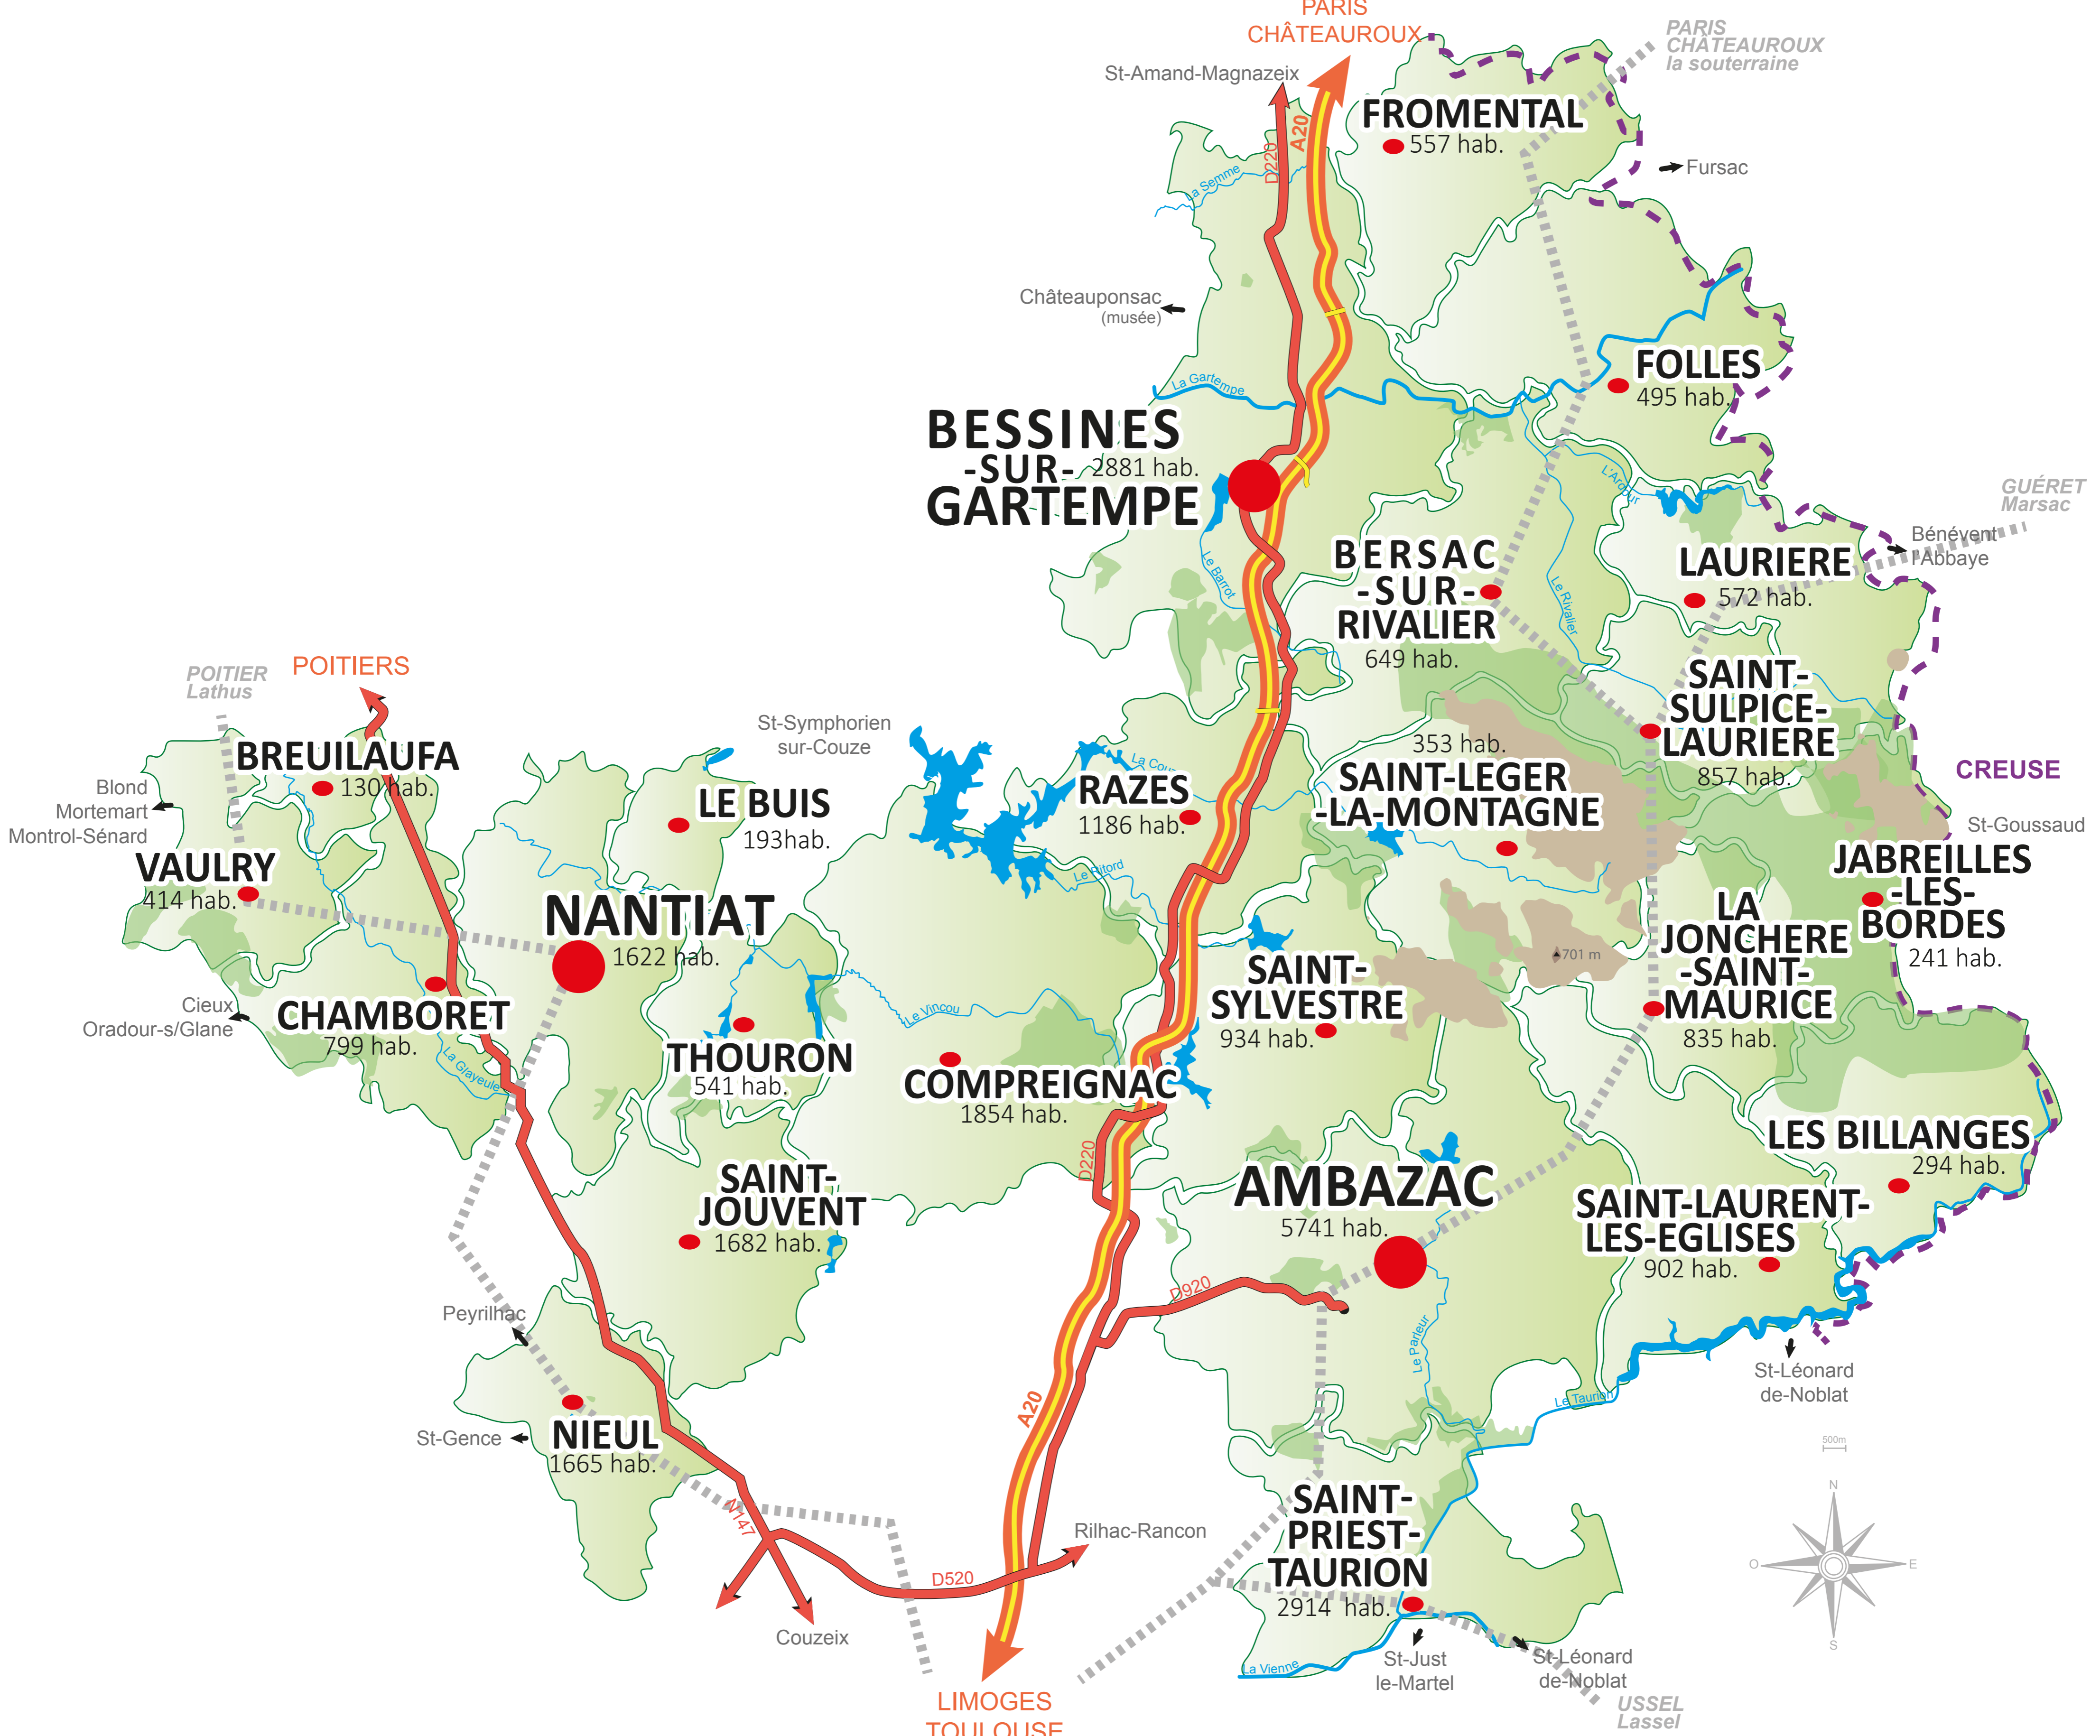 PARIS
CHÂTEAUROUX
PARIS
CHÂTEAUROUX
la souterraine
St-Amand-Magnazeix
A20
D220
FROMENTAL
557 hab.
Fursac
La Semme
Châteauponsac
(musée)
La Gartempe
FOLLES
495 hab.
BESSINES
-SUR-
2881 hab.
GARTEMPE
L'Ardour
GUÉRET
Marsac
Bénévent
l'Abbaye
Le Barrot
BERSAC
-SUR-
RIVALIER
649 hab.
Le Rivalier
LAURIERE
572 hab.
POITIER
Lathus
POITIERS
SAINT-
SULPICE-
LAURIERE
857 hab.
St-Symphorien
sur-Couze
353 hab.
SAINT-LEGER
-LA-MONTAGNE
BREUILAUFA
130 hab.
CREUSE
Blond
Mortemart
Montrol-Sénard
LE BUIS
193hab.
RAZES
1186 hab.
St-Goussaud
VAULRY
414 hab.
Le Ritord
JABREILLES
-LES-
BORDES
241 hab.
NANTIAT
1622 hab.
LA
JONCHERE
-SAINT-
MAURICE
835 hab.
701 m
SAINT-
SYLVESTRE
934 hab.
Cieux
Oradour-s/Glane
CHAMBORET
799 hab.
La Glayeule
Le Vincou
THOURON
541 hab.
COMPREIGNAC
1854 hab.
D220
LES BILLANGES
294 hab.
SAINT-
JOUVENT
1682 hab.
AMBAZAC
5741 hab.
SAINT-LAURENT-
LES-EGLISES
902 hab.
D920
Peyrilhac
Le Parleur
St-Léonard
de-Noblat
Le Taurion
A20
St-Gence
NIEUL
1665 hab.
500m
N
O
E
S
N147
SAINT-
PRIEST-
TAURION
2914 hab.
Rilhac-Rancon
D520
Couzeix
La Vienne
St-Just
le-Martel
St-Léonard
de-Noblat
USSEL
Lassel
LIMOGES
TOULOUSE